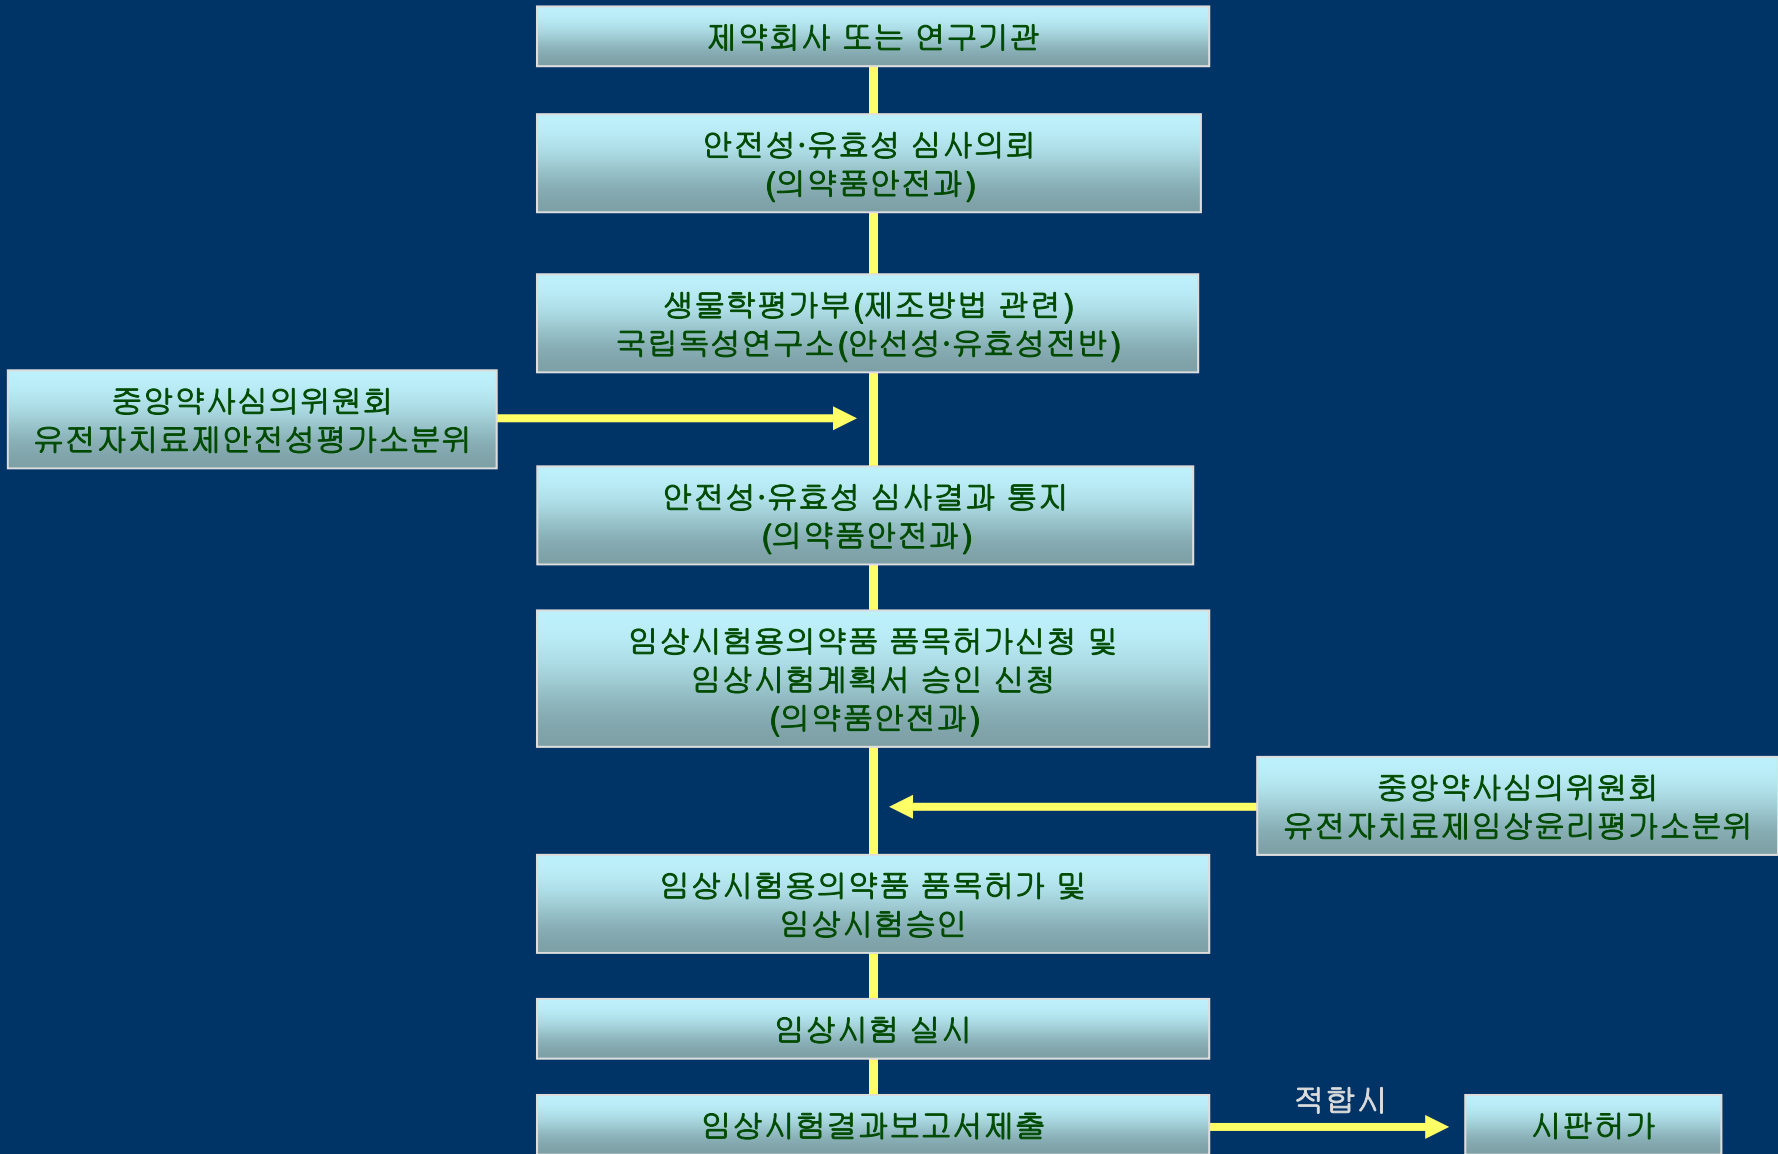 제약회사 또는 연구기관
안전성·유효성 심사의뢰
(의약품안전과)
생물학평가부(제조방법 관련)
국립독성연구소(안선성·유효성전반)
중앙약사심의위원회
유전자치료제안전성평가소분위
안전성·유효성 심사결과 통지
(의약품안전과)
임상시험용의약품 품목허가신청 및
임상시험계획서 승인 신청
(의약품안전과)
중앙약사심의위원회
유전자치료제임상윤리평가소분위
임상시험용의약품 품목허가 및
임상시험승인
임상시험 실시
임상시험결과보고서제출
적합시
시판허가